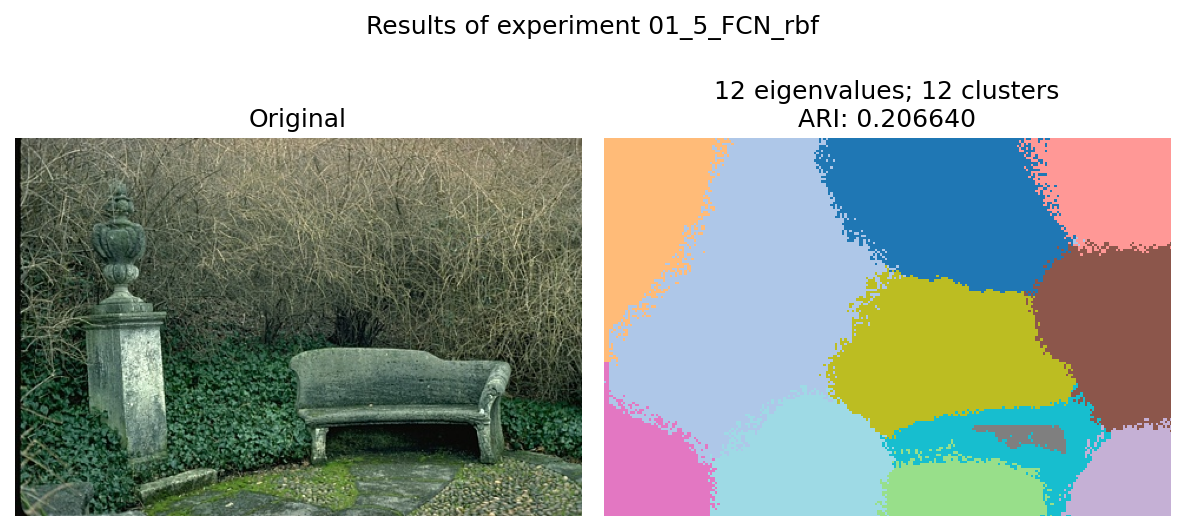 Results of experiment 01_5_FCN_rbf
Original
12 eigenvalues; 12 clusters
ARI: 0.206640